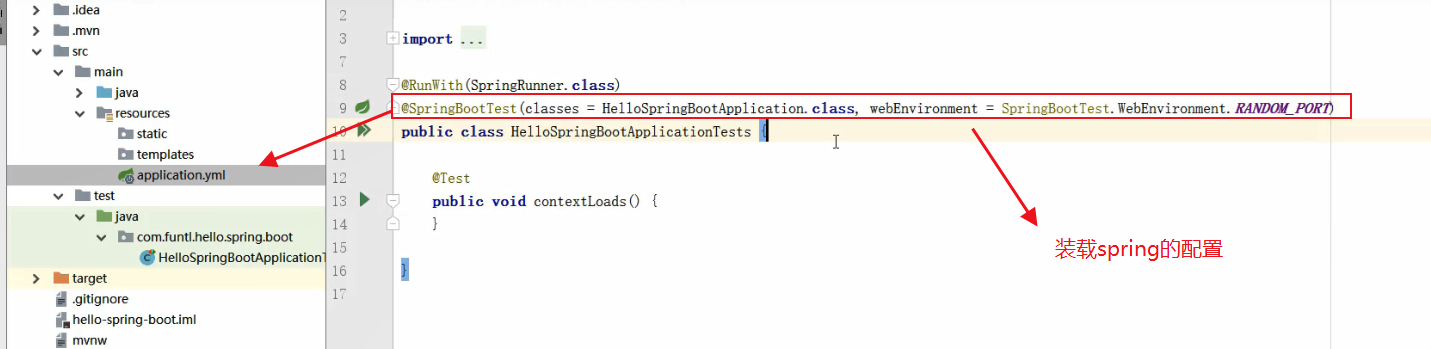 .idea
.mvn
src
main
java
resources
static
templates
application.yml
test
java
com.funtl.hello.spring.boot
HelloSpringBootApplicationT
target
.gitignore
hello-spring-boot.iml
mvnw
2
3 import ...
7
8 @RunWith(SpringRunner.class)
9 @SpringBootTest(classes = HelloSpringBootApplication.class, webEnvironment = SpringBootTest.WebEnvironment.RANDOM_PORT)
10 public class HelloSpringBootApplicationTests {
11
12 @Test
13 public void contextLoads() {
14 }
15
16 }
17
装载spring的配置